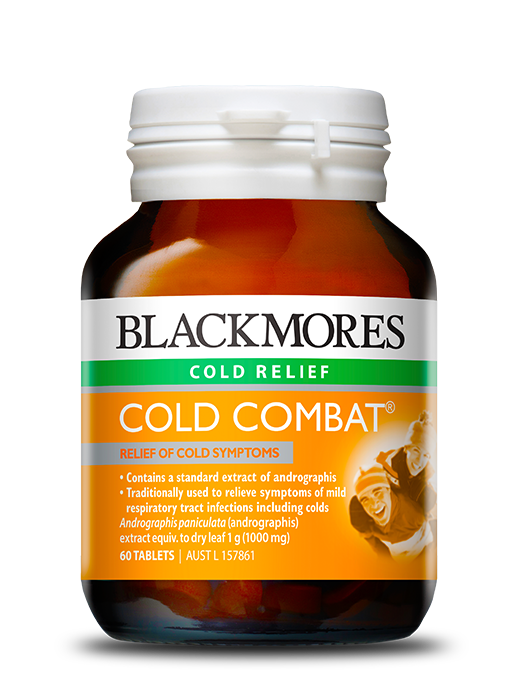 BLACKMORES
COLD RELIEF
COLD COMBAT®
RELIEF OF COLD SYMPTOMS
• Contains a standard extract of andrographis
• Traditionally used to relieve symptoms of mild
respiratory tract infections including colds
Andrographis paniculata (andrographis)
extract equiv. to dry leaf 1 g (1000 mg)
60 TABLETS | AUST L 157861